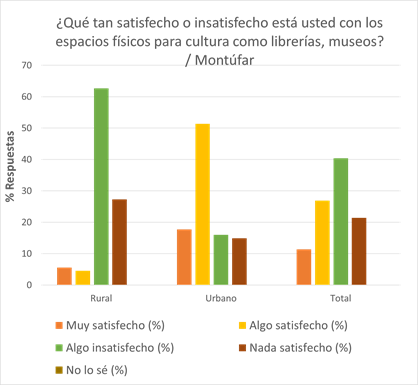 ¿Qué tan satisfecho o insatisfecho está usted con los
espacios físicos para cultura como librerías, museos?
/ Montúfar
70
60
50
40
30
20
10
0
% Respuestas
Rural Urbano Total
Muy satisfecho (%) Algo satisfecho (%)
Algo insatisfecho (%) Nada satisfecho (%)
No lo sé (%)